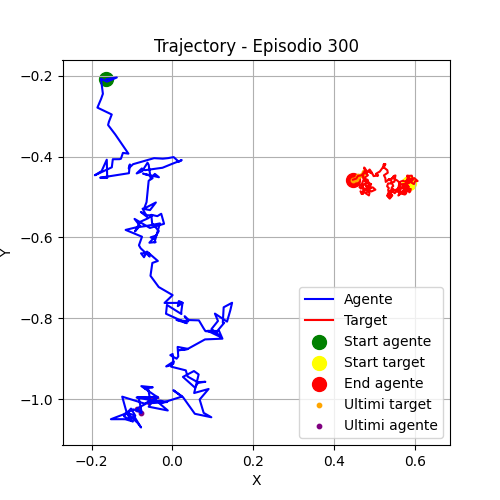 Trajectory - Episodio 300
Y
−0.2
−0.4
−0.6
−0.8
−1.0
−0.2
0.0
0.2
0.4
0.6
X
Agente
Target
Start agente
Start target
End agente
Ultimi target
Ultimi agente